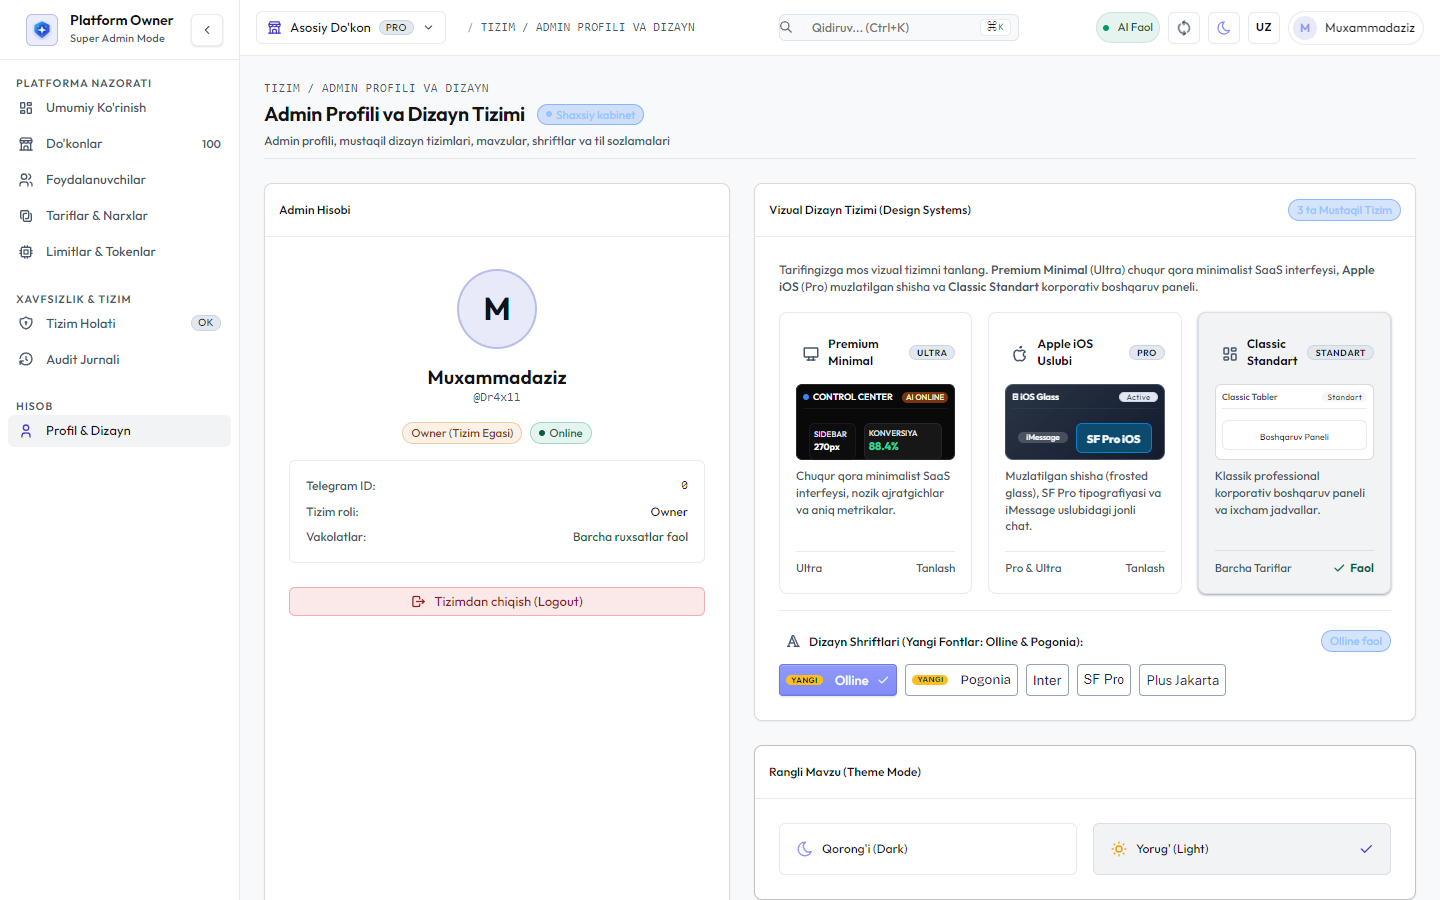 Platform Owner
Super Admin Mode
Asosiy Do'kon PRO
/ TIZIM / ADMIN PROFILI VA DIZAYN
Qidiruv... (Ctrl+K)
⌘K
AI Faol
UZ
M Muxammadaziz
PLATFORMA NAZORATI
Umumiy Ko'rinish
Do'konlar 100
Foydalanuvchilar
Tariflar & Narxlar
Limitlar & Tokenlar
XAVFSIZLIK & TIZIM
Tizim Holati OK
Audit Jurnali
HISOB
Profil & Dizayn
TIZIM / ADMIN PROFILI VA DIZAYN
Admin Profili va Dizayn Tizimi Shaxsiy kabinet
Admin profili, mustaqil dizayn tizimlari, mavzular, shriftlar va til sozlamalari
Admin Hisobi
M
Muxammadaziz
@Dr4x11
Owner (Tizim Egasi) Online
Telegram ID: 0
Tizim roli: Owner
Vakolatlar: Barcha ruxsatlar faol
Tizimdan chiqish (Logout)
Vizual Dizayn Tizimi (Design Systems) 3 ta Mustaqil Tizim
Tarifingizga mos vizual tizimni tanlang. Premium Minimal (Ultra) chuqur qora minimalist SaaS interfeysi, Apple
iOS (Pro) muzlatilgan shisha va Classic Standart korporativ boshqaruv paneli.
Premium
Minimal
ULTRA
CONTROL CENTER AI ONLINE
SIDEBAR
270px
KONVERSIYA
88.4%
Chuqur qora minimalist SaaS
interfeysi, nozik ajratgichlar
va aniq metrikalar.
Ultra Tanlash
Apple iOS
Uslubi
PRO
iOS Glass Active
iMessage SF Pro iOS
Muzlatilgan shisha (frosted
glass), SF Pro tipografiyasi va
iMessage uslubidagi jonli
chat.
Pro & Ultra Tanlash
Classic
Standart
STANDART
Classic Tabler Standart
Boshqaruv Paneli
Klassik professional
korporativ boshqaruv paneli
va ixcham jadvallar.
Barcha Tariflar Faol
Dizayn Shriftlari (Yangi Fontlar: Olline & Pogonia): Olline faol
YANGI Olline
YANGI Pogonia
Inter
SF Pro
Plus Jakarta
Rangli Mavzu (Theme Mode)
Qorong'i (Dark)
Yorug' (Light)